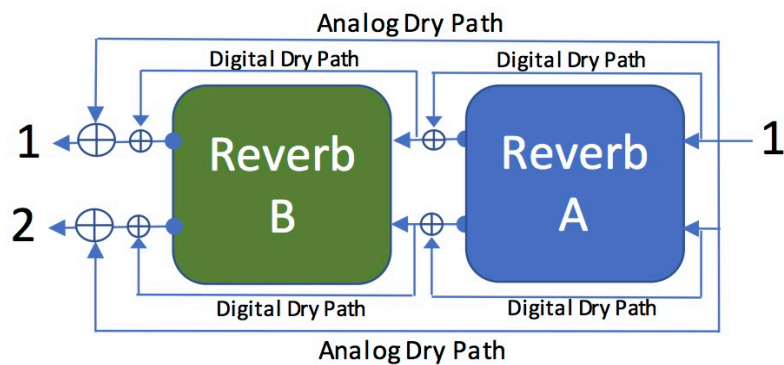 Analog Dry Path
Digital Dry Path
Digital Dry Path
1
Reverb
B
Reverb
A
1
2
Digital Dry Path
Digital Dry Path
Analog Dry Path